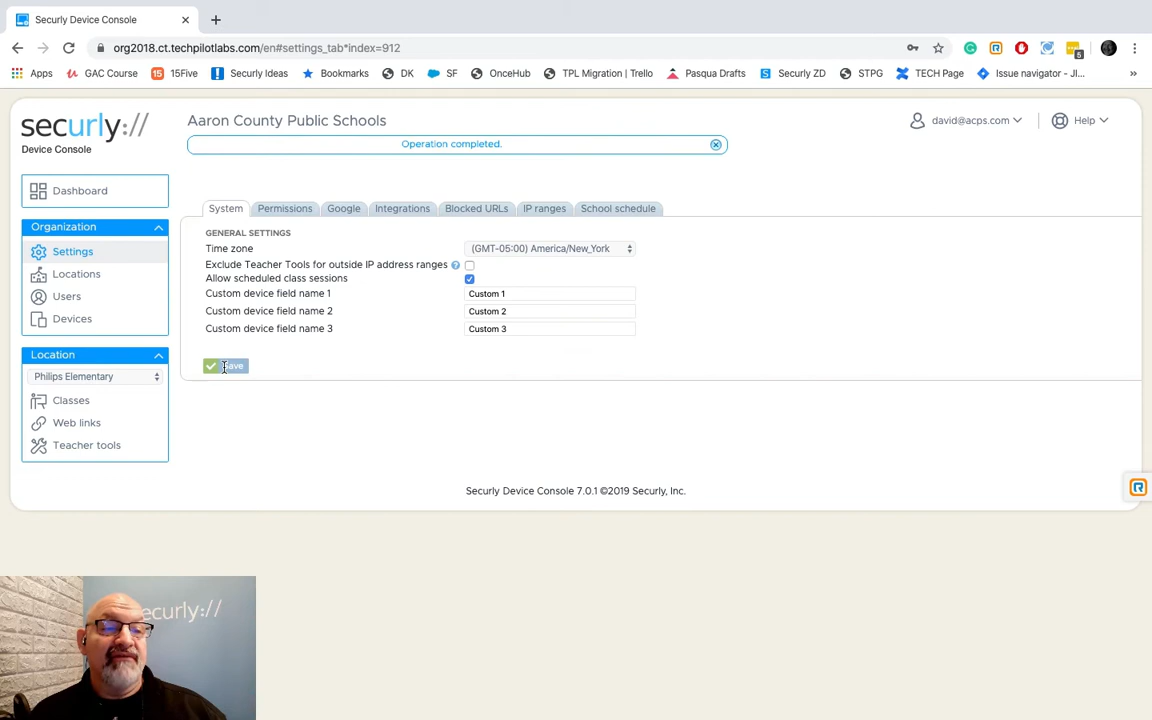 Securly Device Console
org2018.ct.techpilotlabs.com/en#settings_tab*index=912
Apps
GAC Course
15
15Five
Securly Ideas
Bookmarks
DK
SF
OnceHub
TPL Migration | Trello
Pasqua Drafts
Securly ZD
STPG
TECH Page
Issue navigator - JI...
5
securly://
Device Console
Aaron County Public Schools
david@acps.com
Help
Operation completed.
Dashboard
Organization
Settings
Locations
Users
Devices
Location
Philips Elementary
Classes
Web links
Teacher tools
System
Permissions
Google
Integrations
Blocked URLs
IP ranges
School schedule
GENERAL SETTINGS
Time zone
(GMT-05:00) America/New_York
Exclude Teacher Tools for outside IP address ranges
Allow scheduled class sessions
Custom device field name 1
Custom 1
Custom device field name 2
Custom 2
Custom device field name 3
Custom 3
Save
Securly Device Console 7.0.1 ©2019 Securly, Inc.
ecurly://